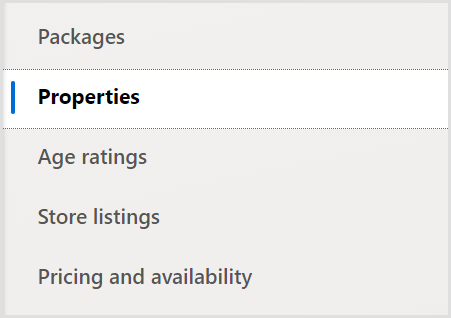 Packages
Properties
Age ratings
Store listings
Pricing and availability